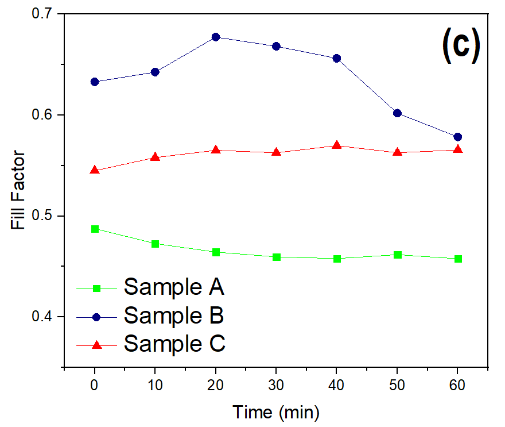 (c)
0.7
0.6
0.5
0.4
Fill Factor
Sample A
Sample B
Sample C
0 10 20 30 40 50 60
Time (min)